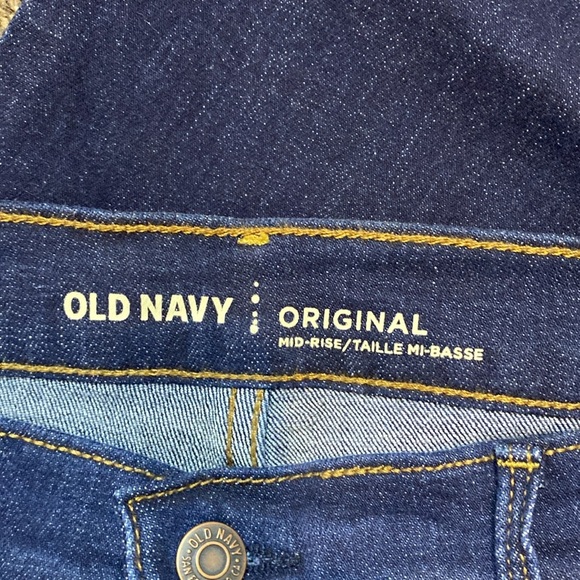 OLD NAVY
ORIGINAL
MID-RISE/TAILLE MI-BASSE
OLD NAVY